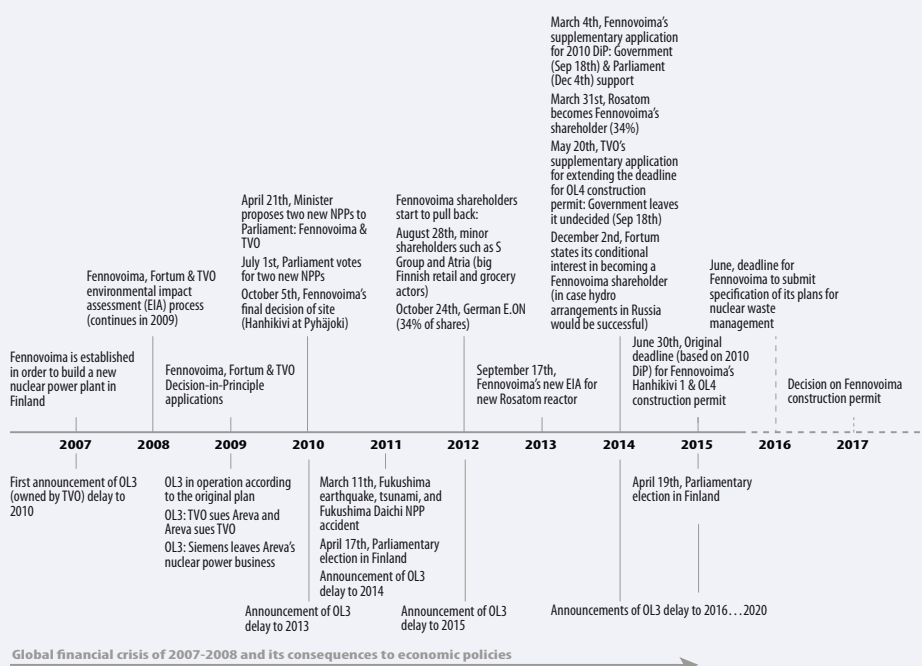 March 4th, Fennovoima's
supplementary application
for 2010 DiP: Government
(Sep 18th) & Parliament
(Dec 4th) support
March 31st, Rosatom
becomes Fennovoima's
shareholder (34%)
May 20th, TVO's
supplementary application
for extending the deadline
for OL4 construction
permit: Government leaves
it undecided (Sep 18th)
December 2nd, Fortum
states its conditional
interest in becoming a
Fennovoima shareholder
(in case hydro
arrangements in Russia
would be successful)
April 21th, Minister
proposes two new NPPs to
Parliament: Fennovoima &
TVO
July 1st, Parliament votes
for two new NPPs
October 5th, Fennovoima's
final decision of site
(Hanhikivi at Pyhäjoki)
Fennovoima shareholders
start to pull back:
August 28th, minor
shareholders such as S
Group and Atria (big
Finnish retail and grocery
actors)
October 24th, German E.ON
(34% of shares)
Fennovoima, Fortum & TVO
environmental impact
assessment (EIA) process
(continues in 2009)
June, deadline for
Fennovoima to submit
specification of its plans for
nuclear waste
management
Fennovoima is established
in order to build a new
nuclear power plant in
Finland
Fennovoima, Fortum & TVO
Decision-in-Principle
applications
September 17th,
Fennovoima's new EIA for
new Rosatom reactor
June 30th, Original
deadline (based on 2010
DiP) for Fennovoima's
Hanhikivi 1 & OL4
construction permit
Decision on Fennovoima
construction permit
2007 2008 2009 2010 2011 2012 2013 2014 2015 2016 2017
First announcement of OL3
(owned by TVO) delay to
2010
OL3 in operation according
to the original plan
OL3: TVO sues Areva and
Areva sues TVO
OL3: Siemens leaves Areva's
nuclear power business
March 11th, Fukushima
earthquake, tsunami, and
Fukushima Daichi NPP
accident
April 17th, Parliamentary
election in Finland
Announcement of OL3
delay to 2014
April 19th, Parliamentary
election in Finland
Announcement of OL3
delay to 2013
Announcement of OL3
delay to 2015
Announcements of OL3 delay to 2016...2020
Global financial crisis of 2007-2008 and its consequences to economic policies